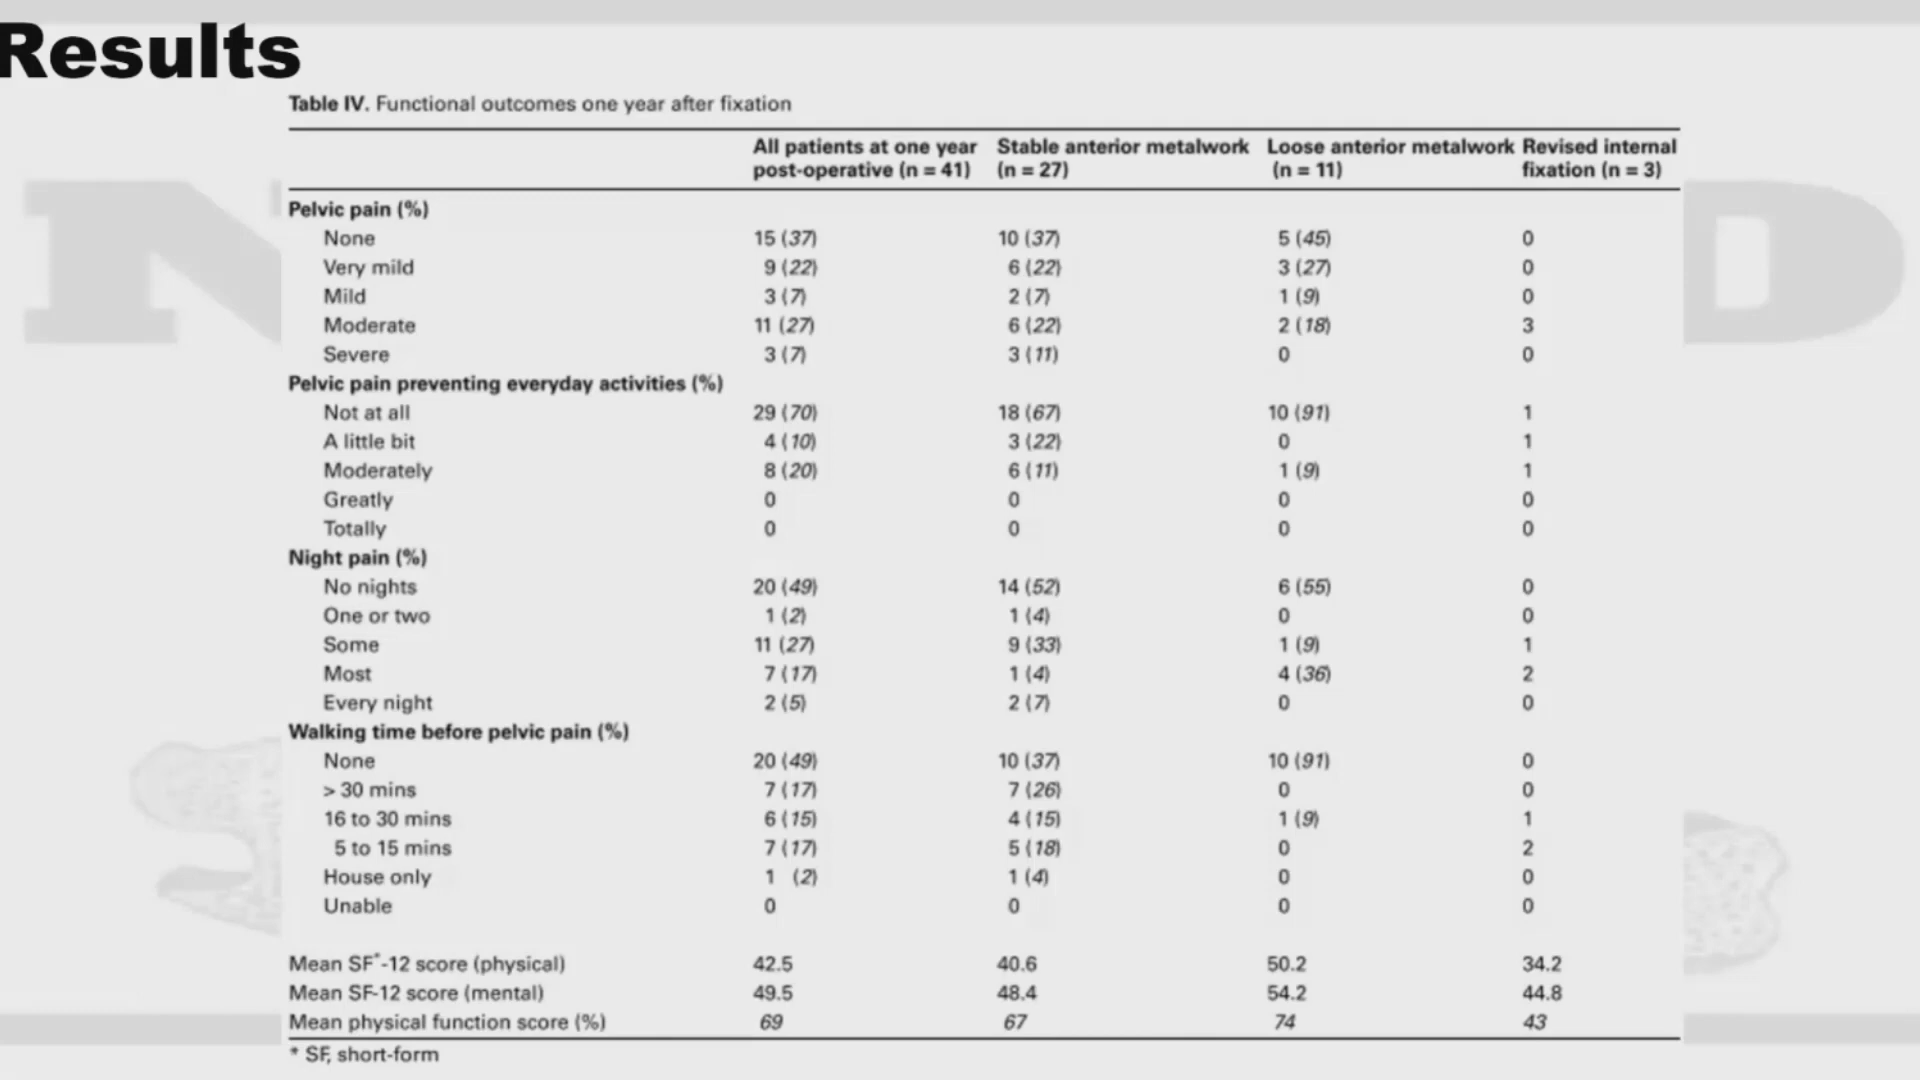 Results
Table IV. Functional outcomes one year after fixation
All patients at one year post-operative (n = 41) Stable anterior metalwork (n = 27) Loose anterior metalwork (n = 11) Revised internal fixation (n = 3)
Pelvic pain (%)
None 15 (37) 10 (37) 5 (45) 0
Very mild 9 (22) 6 (22) 3 (27) 0
Mild 3 (7) 2 (7) 1 (9) 0
Moderate 11 (27) 6 (22) 2 (18) 3
Severe 3 (7) 3 (11) 0 0
Pelvic pain preventing everyday activities (%)
Not at all 29 (70) 18 (67) 10 (91) 1
A little bit 4 (10) 3 (22) 0 1
Moderately 8 (20) 6 (11) 1 (9) 1
Greatly 0 0 0 0
Totally 0 0 0 0
Night pain (%)
No nights 20 (49) 14 (52) 6 (55) 0
One or two 1 (2) 1 (4) 0 0
Some 11 (27) 9 (33) 1 (9) 1
Most 7 (17) 1 (4) 4 (36) 2
Every night 2 (5) 2 (7) 0 0
Walking time before pelvic pain (%)
None 20 (49) 10 (37) 10 (91) 0
> 30 mins 7 (17) 7 (26) 0 0
16 to 30 mins 6 (15) 4 (15) 1 (9) 1
5 to 15 mins 7 (17) 5 (18) 0 2
House only 1 (2) 1 (4) 0 0
Unable 0 0 0 0
Mean SF*-12 score (physical) 42.5 40.6 50.2 34.2
Mean SF-12 score (mental) 49.5 48.4 54.2 44.8
Mean physical function score (%) 69 67 74 43
* SF, short-form